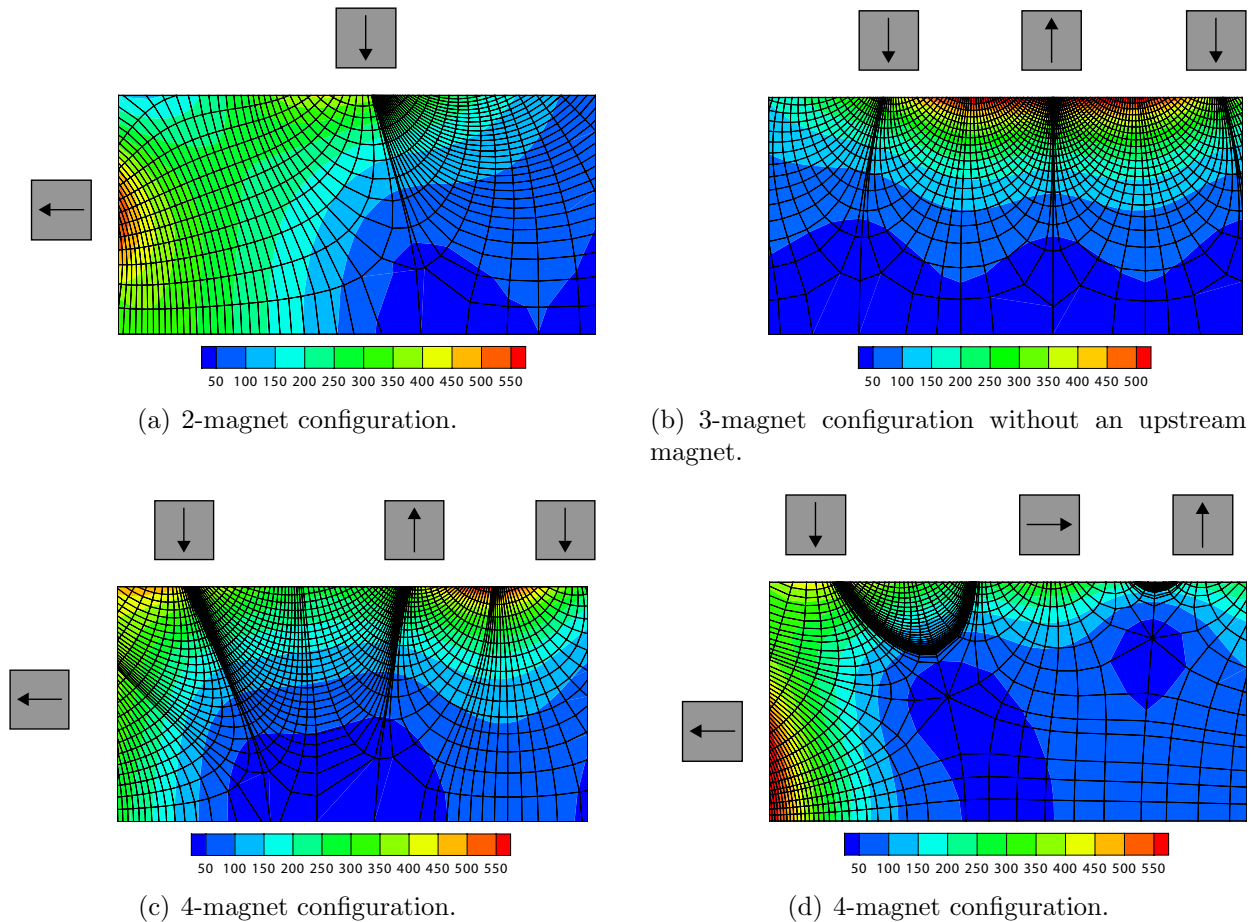 50 100 150 200 250 300 350 400 450 500 550
(a) 2-magnet configuration.
50 100 150 200 250 300 350 400 450 500
(b) 3-magnet configuration without an upstream
magnet.
50 100 150 200 250 300 350 400 450 500 550
(c) 4-magnet configuration.
50 100 150 200 250 300 350 400 450 500 550
(d) 4-magnet configuration.